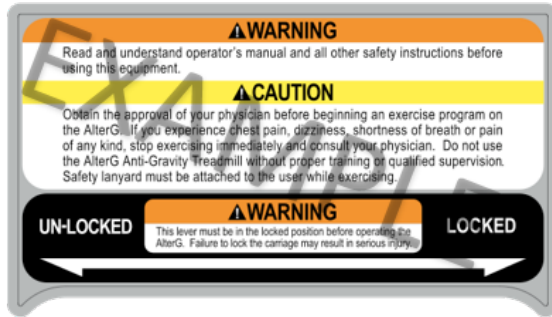 WARNING
Read and understand operator's manual and all other safety instructions before
using this equipment.
CAUTION
Obtain the approval of your physician before beginning an exercise program on
the AlterG. If you experience chest pain, dizziness, shortness of breath or pain
of any kind, stop exercising immediately and consult your physician. Do not use
the AlterG Anti-Gravity Treadmill without proper training or qualified supervision.
Safety lanyard must be attached to the user while exercising.
UN-LOCKED
WARNING
This lever must be in the locked position before operating the
AlterG. Failure to lock the carriage may result in serious injury.
LOCKED
EXAMPLE